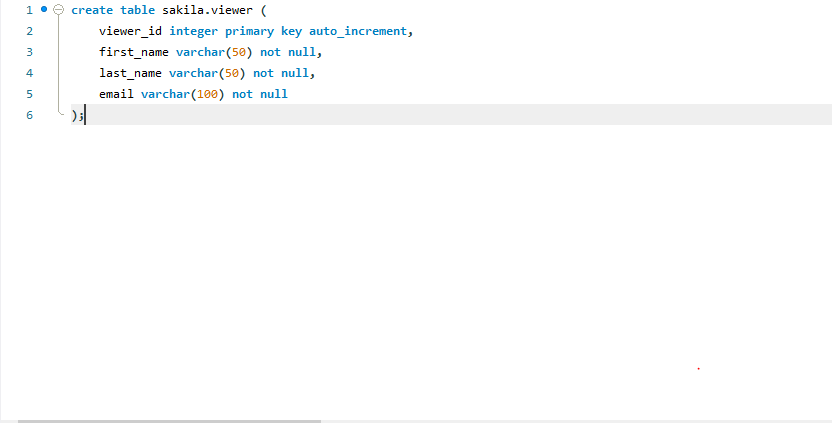 1 create table sakila.viewer (
2 viewer_id integer primary key auto_increment,
3 first_name varchar(50) not null,
4 last_name varchar(50) not null,
5 email varchar(100) not null
6 );